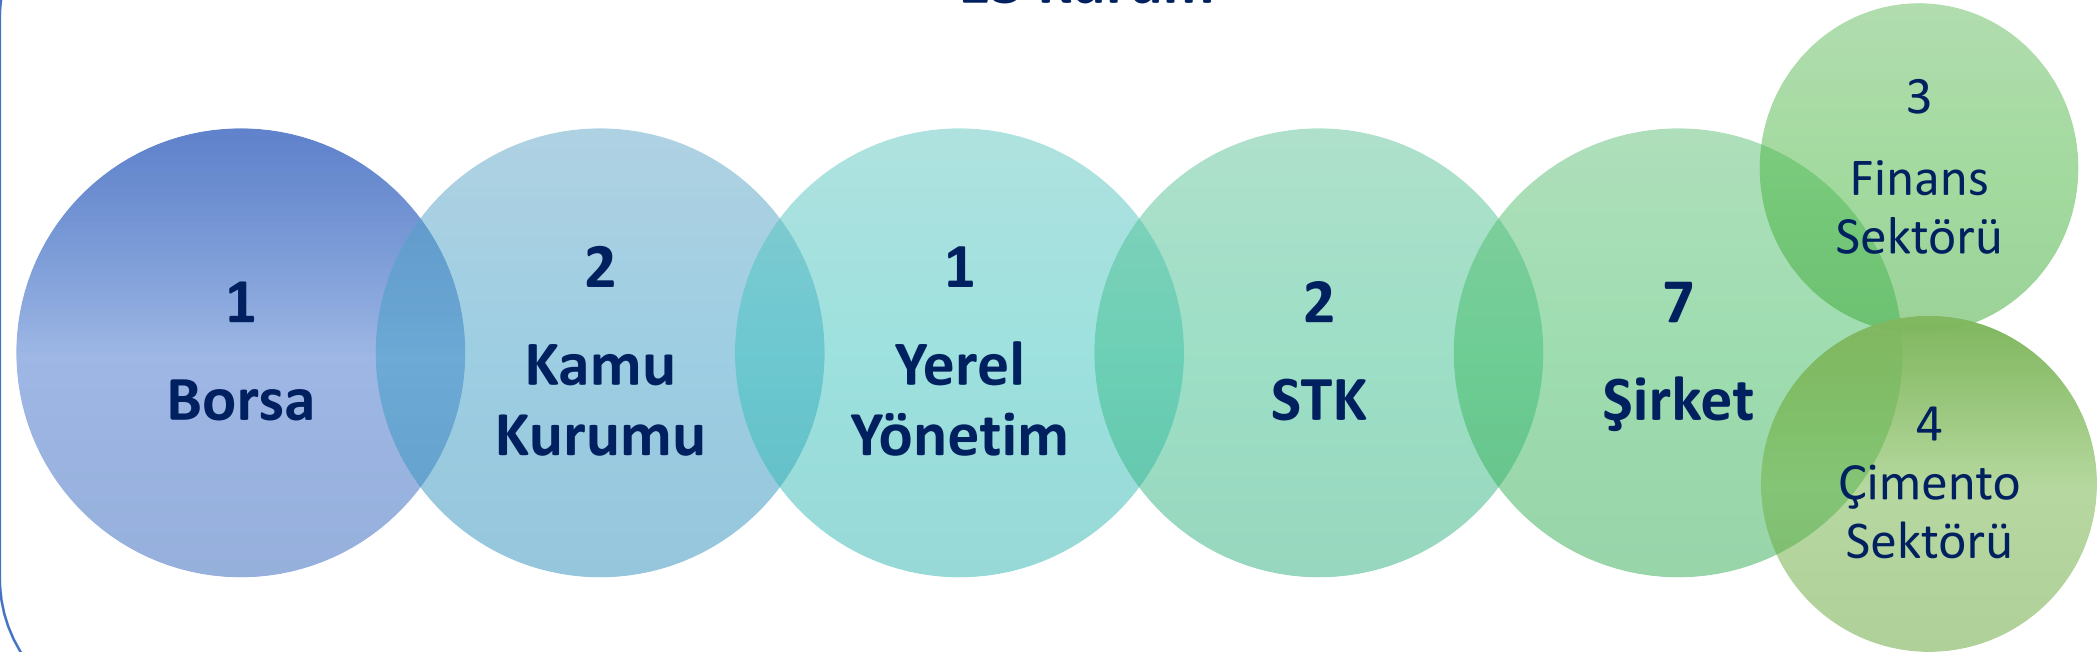 1
Borsa
2
Kamu
Kurumu
1
Yerel
Yönetim
2
STK
7
Şirket
3
Finans
Sektörü
4
Çimento
Sektörü